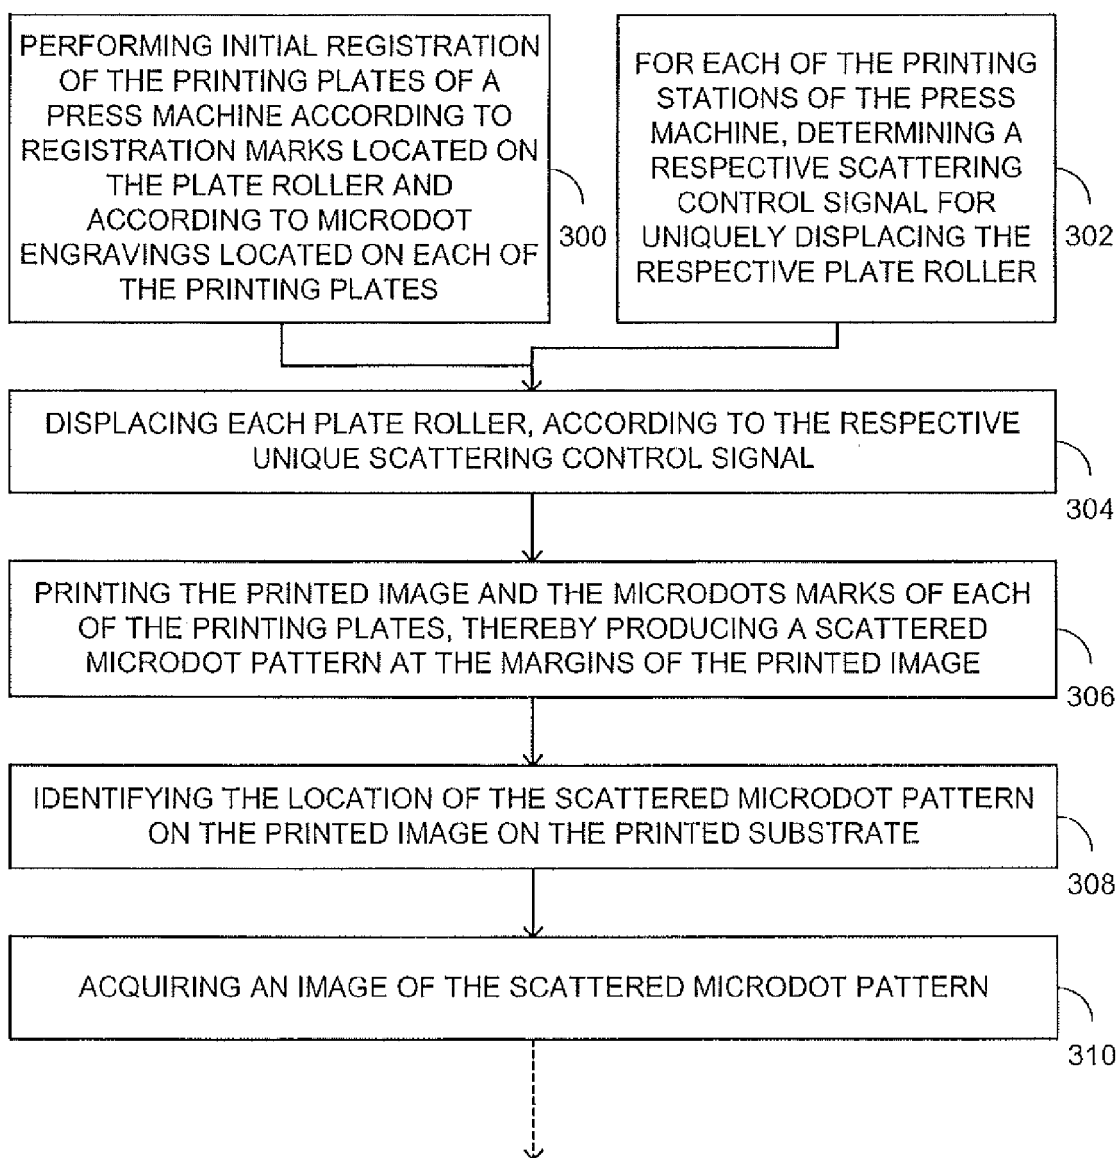 PERFORMING INITIAL REGISTRATION
OF THE PRINTING PLATES OF A
PRESS MACHINE ACCORDING TO
REGISTRATION MARKS LOCATED ON
THE PLATE ROLLER AND
ACCORDING TO MICRODOT
ENGRAVINGS LOCATED ON EACH OF
THE PRINTING PLATES
300
FOR EACH OF THE PRINTING
STATIONS OF THE PRESS
MACHINE, DETERMINING A
RESPECTIVE SCATTERING
CONTROL SIGNAL FOR
UNIQUELY DISPLACING THE
RESPECTIVE PLATE ROLLER
302
DISPLACING EACH PLATE ROLLER, ACCORDING TO THE RESPECTIVE
UNIQUE SCATTERING CONTROL SIGNAL
304
PRINTING THE PRINTED IMAGE AND THE MICRODOTS MARKS OF EACH
OF THE PRINTING PLATES, THEREBY PRODUCING A SCATTERED
MICRODOT PATTERN AT THE MARGINS OF THE PRINTED IMAGE
306
IDENTIFYING THE LOCATION OF THE SCATTERED MICRODOT PATTERN
ON THE PRINTED IMAGE ON THE PRINTED SUBSTRATE
308
ACQUIRING AN IMAGE OF THE SCATTERED MICRODOT PATTERN
310